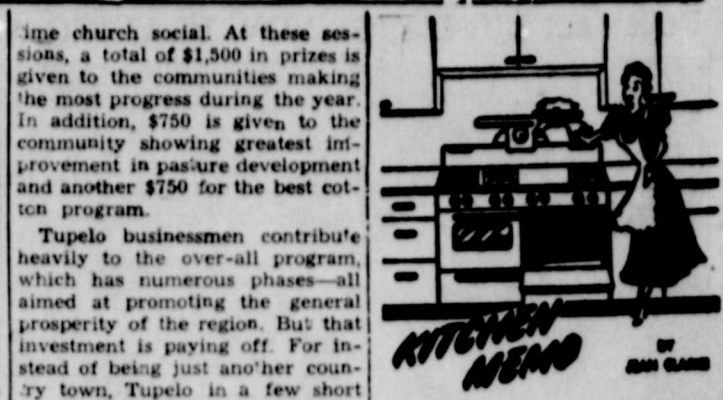 time church social. At these ses-
sions, a total of $1,500 in prizes is
given to the communities making
the most progress during the year.
In addition, $750 is given to the
community showing greatest im-
provement in pasture development
and another $750 for the best cot-
ton program.
Tupelo businessmen contribute
heavily to the over-all program,
which has numerous phases—all
aimed at promoting the general
prosperity of the region. But that
investment is paying off. For in-
stead of being just another coun-
try town, Tupelo in a few short
KITCHEN
MEMO
BY
JEAN CLARKE